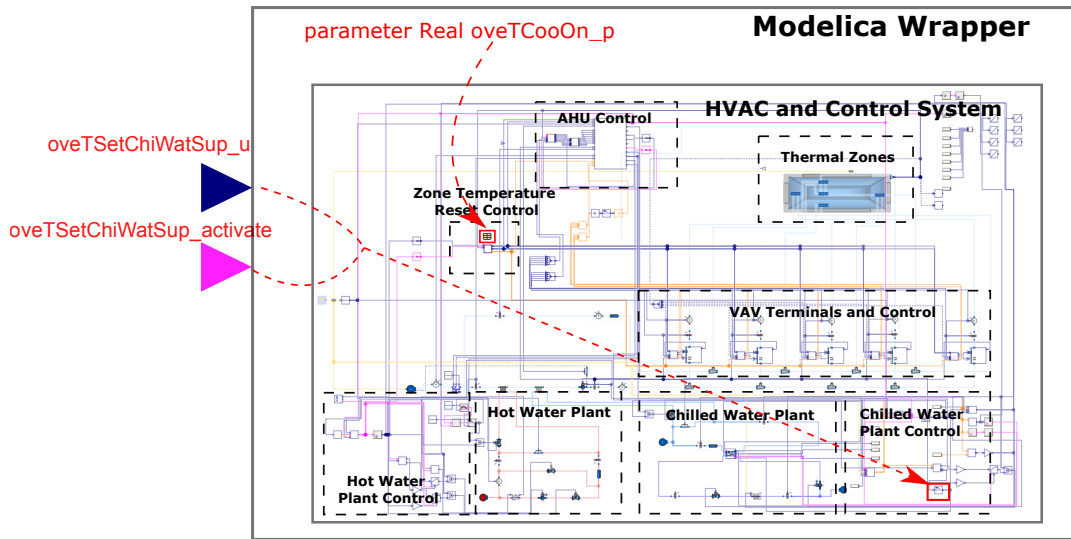 Modelica Wrapper
parameter Real oveTCooOn_p
HVAC and Control System
AHU Control
Thermal Zones
oveTSetChiWatSup_u
Zone Temperature
Reset Control
oveTSetChiWatSup_activate
VAV Terminals and Control
Hot Water Plant
Chilled Water Plant
Chilled Water
Plant Control
Hot Water
Plant Control